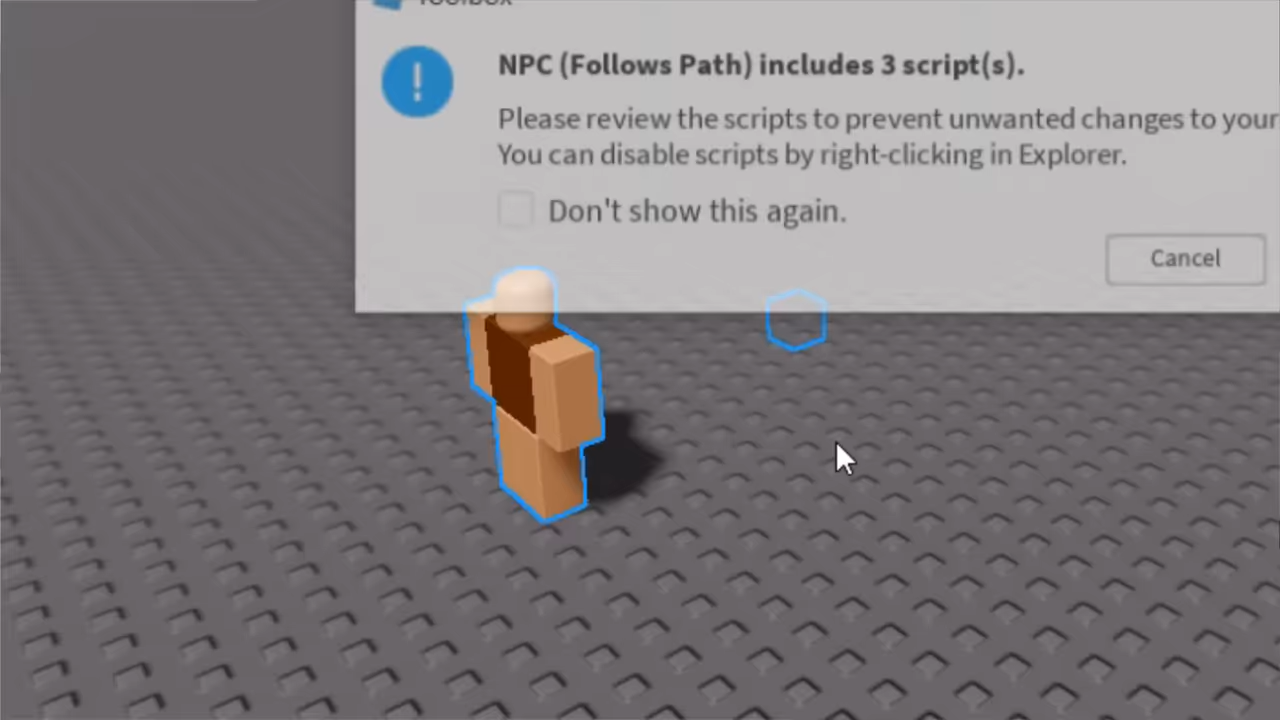 Toolbox
NPC (Follows Path) includes 3 script(s).
Please review the scripts to prevent unwanted changes to your
You can disable scripts by right-clicking in Explorer.
Don't show this again.
Cancel